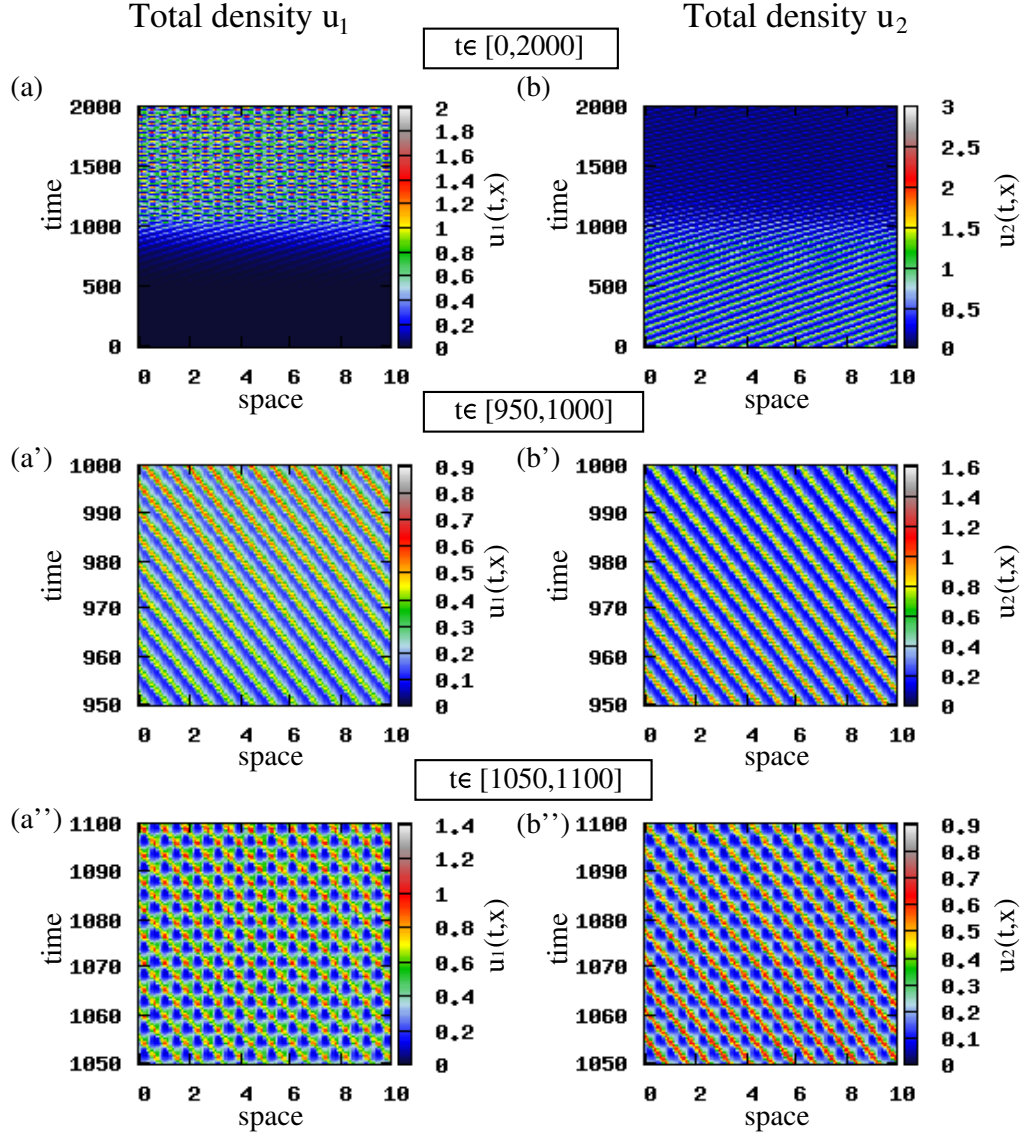 Total density u₁
Total density u₂
t∈ [0,2000]
(a)
2000
1500
1000
500
0
time
0 2 4 6 8 10
space
2
1.8
1.6
1.4
1.2
1
0.8
0.6
0.4
0.2
0
u₁(t,x)
(b)
2000
1500
1000
500
0
time
0 2 4 6 8 10
space
3
2.5
2
1.5
1
0.5
0
u₂(t,x)
t∈ [950,1000]
(a')
1000
990
980
970
960
950
time
0 2 4 6 8 10
space
0.9
0.8
0.7
0.6
0.5
0.4
0.3
0.2
0.1
0
u₁(t,x)
(b')
1000
990
980
970
960
950
time
0 2 4 6 8 10
space
1.6
1.4
1.2
1
0.8
0.6
0.4
0.2
0
u₂(t,x)
t∈ [1050,1100]
(a'')
1100
1090
1080
1070
1060
1050
time
0 2 4 6 8 10
space
1.4
1.2
1
0.8
0.6
0.4
0.2
0
u₁(t,x)
(b'')
1100
1090
1080
1070
1060
1050
time
0 2 4 6 8 10
space
0.9
0.8
0.7
0.6
0.5
0.4
0.3
0.2
0.1
0
u₂(t,x)